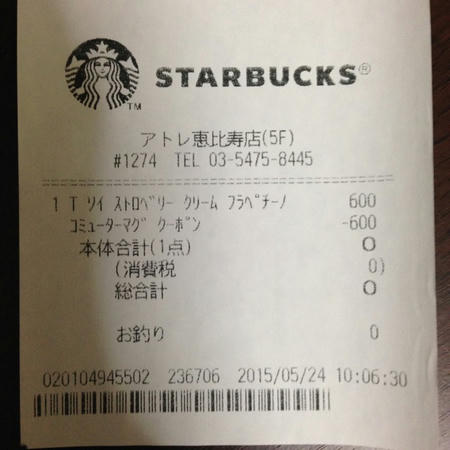 STARBUCKS®
TM
アトレ恵比寿店(5F)
#1274 TEL 03-5475-8445
1 T ソイ ストロベリー クリーム フラペチーノ 600
コミューターマグ クーポン -600
本体合計(1点) 0
(消費税 0)
総合計 0
お釣り 0
020104945502 236706 2015/05/24 10:06:30